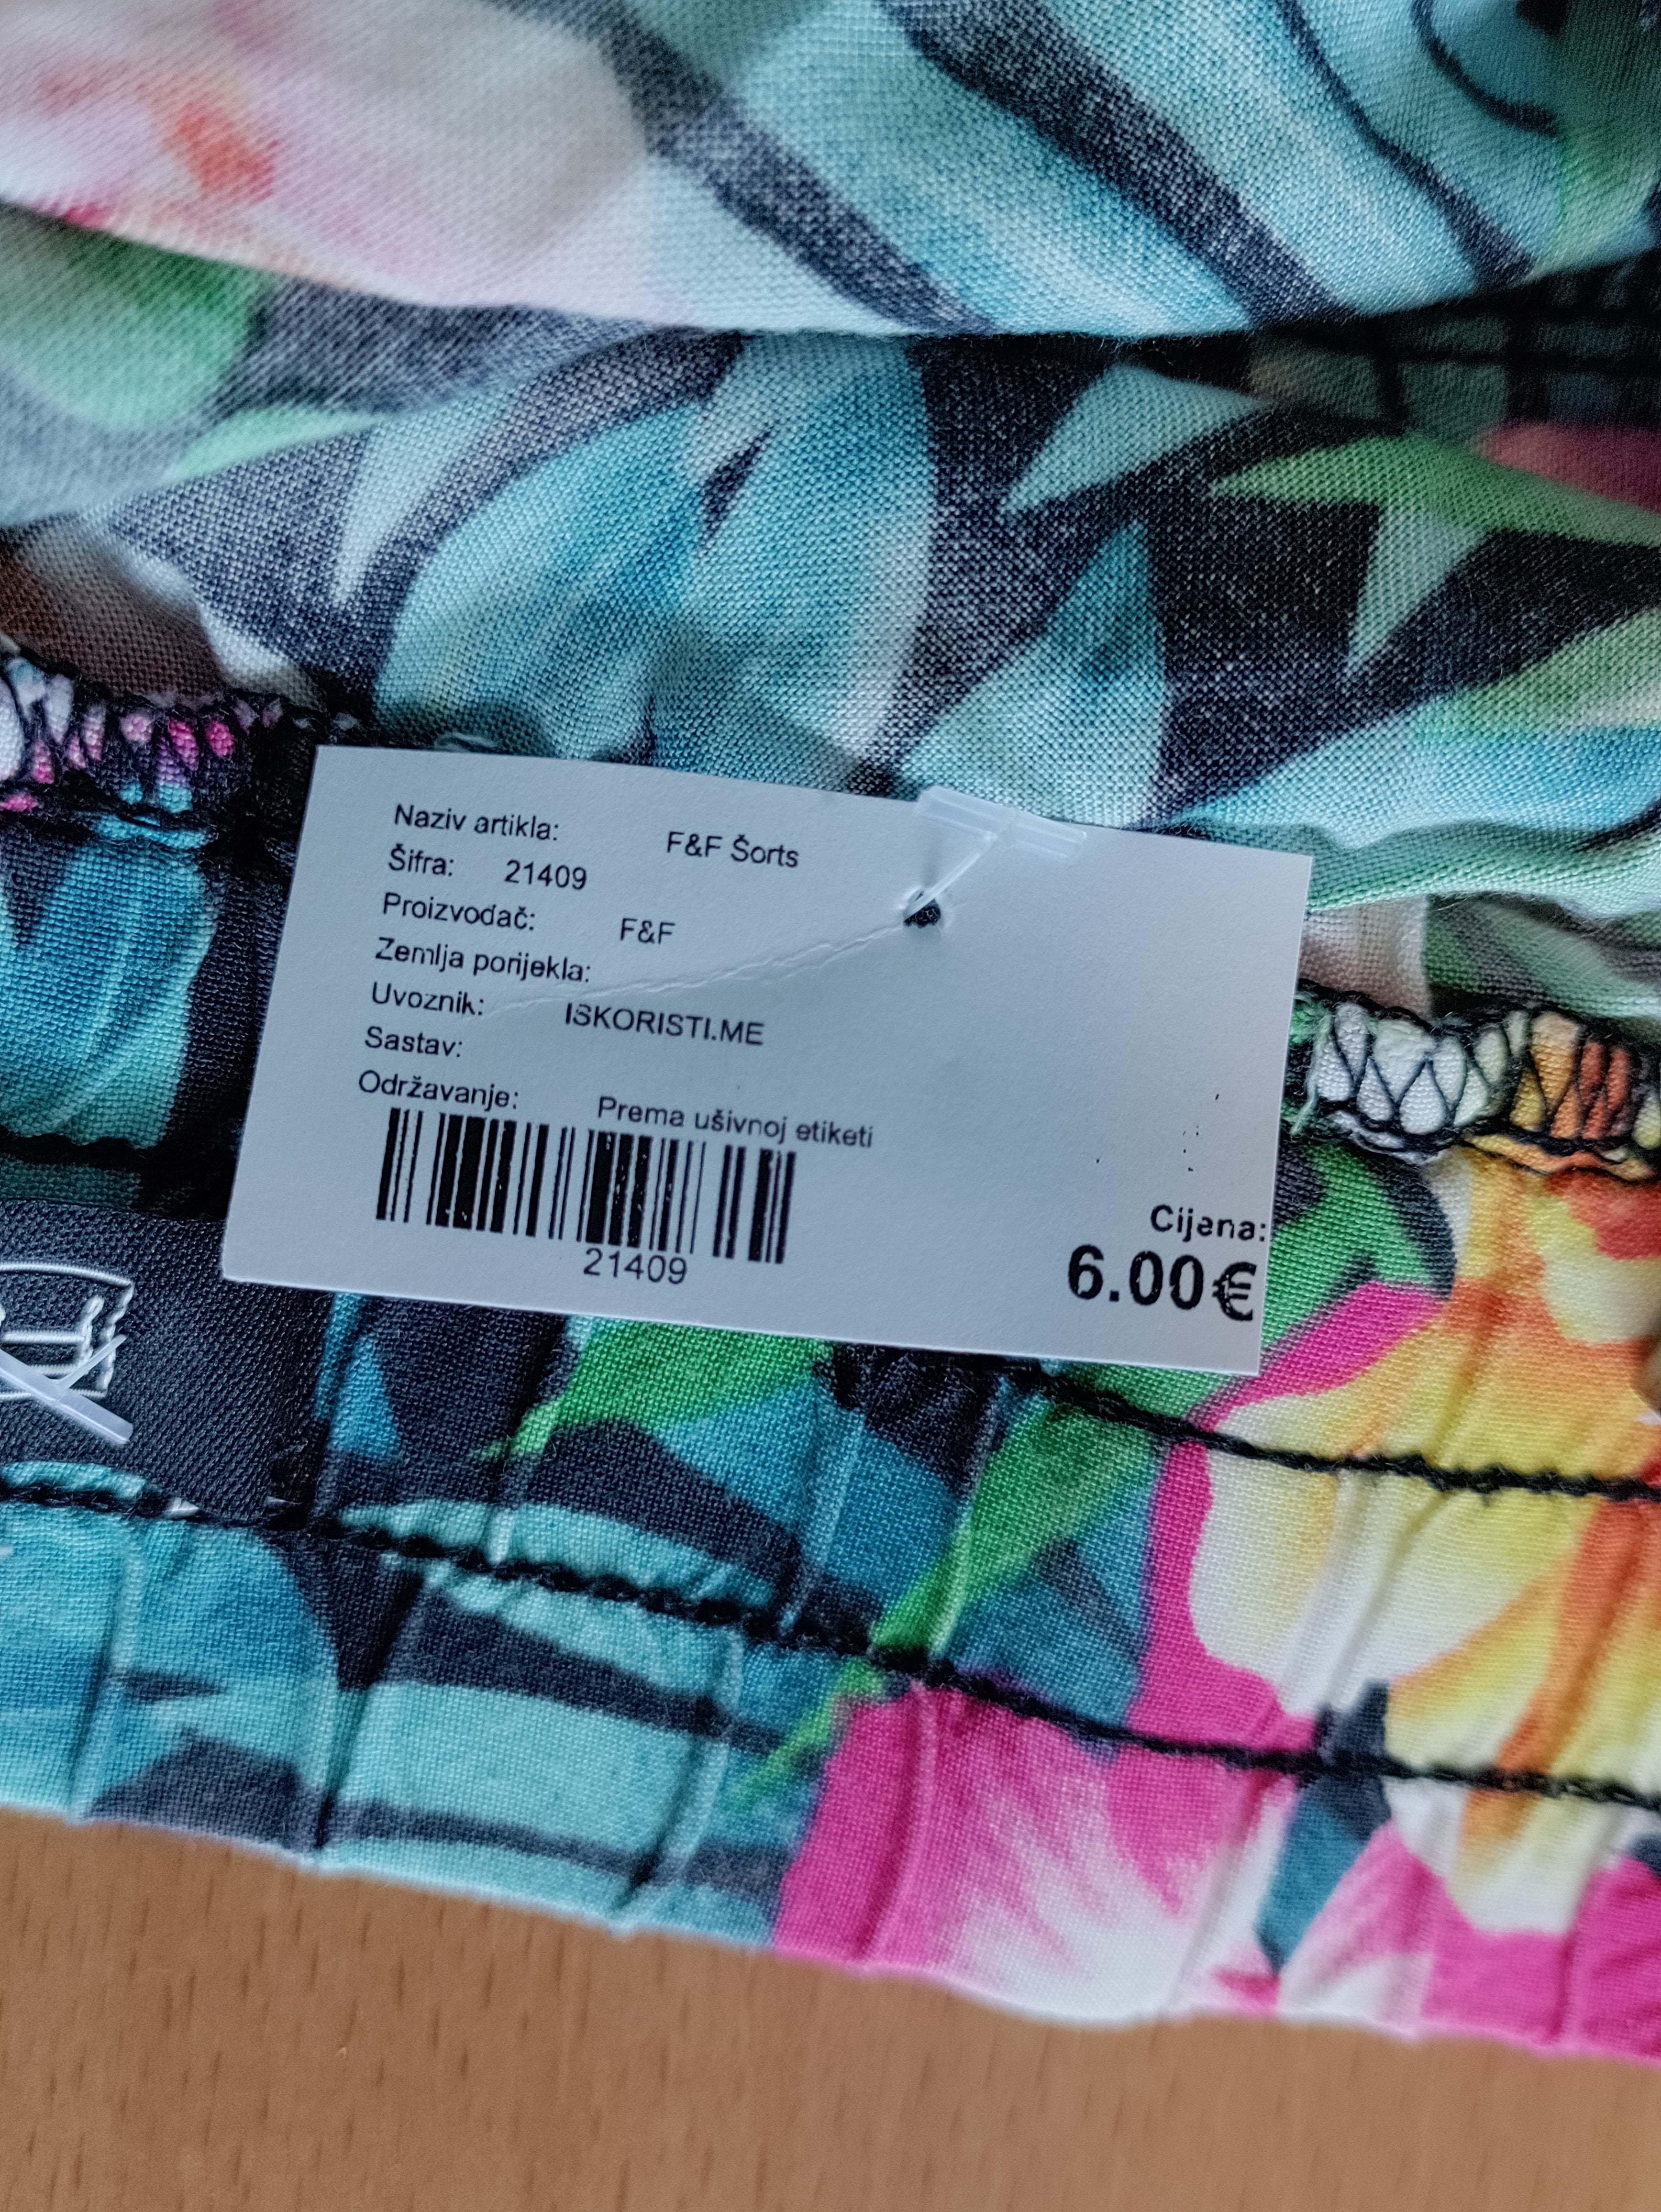 Naziv artikla: F&F Šorts
Šifra: 21409
Proizvođač: F&F
Zemlja porijekla:
Uvoznik: ISKORISTI.ME
Sastav:
Održavanje: Prema ušivnoj etiketi
21409
Cijena:
6.00€